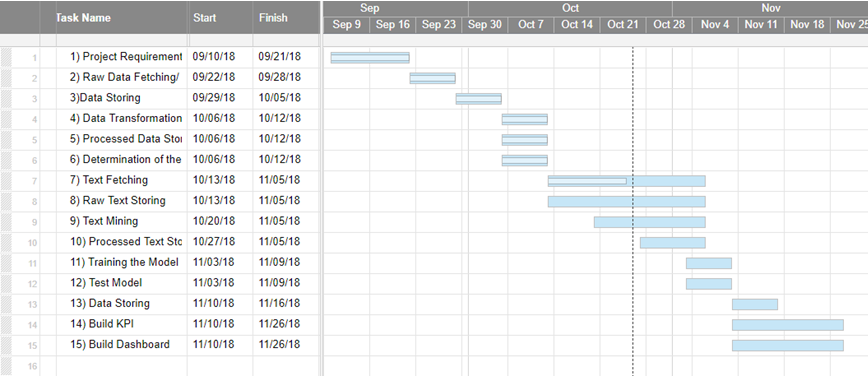 Sep Oct Nov
Task Name Start Finish Sep 9 Sep 16 Sep 23 Sep 30 Oct 7 Oct 14 Oct 21 Oct 28 Nov 4 Nov 11 Nov 18 Nov 25
1 1) Project Requirement 09/10/18 09/21/18
2 2) Raw Data Fetching/ 09/22/18 09/28/18
3 3)Data Storing 09/29/18 10/05/18
4 4) Data Transformation 10/06/18 10/12/18
5 5) Processed Data Stor 10/06/18 10/12/18
6 6) Determination of the 10/06/18 10/12/18
7 7) Text Fetching 10/13/18 11/05/18
8 8) Raw Text Storing 10/13/18 11/05/18
9 9) Text Mining 10/20/18 11/05/18
10 10) Processed Text Stc 10/27/18 11/05/18
11 11) Training the Model 11/03/18 11/09/18
12 12) Test Model 11/03/18 11/09/18
13 13) Data Storing 11/10/18 11/16/18
14 14) Build KPI 11/10/18 11/26/18
15 15) Build Dashboard 11/10/18 11/26/18
16